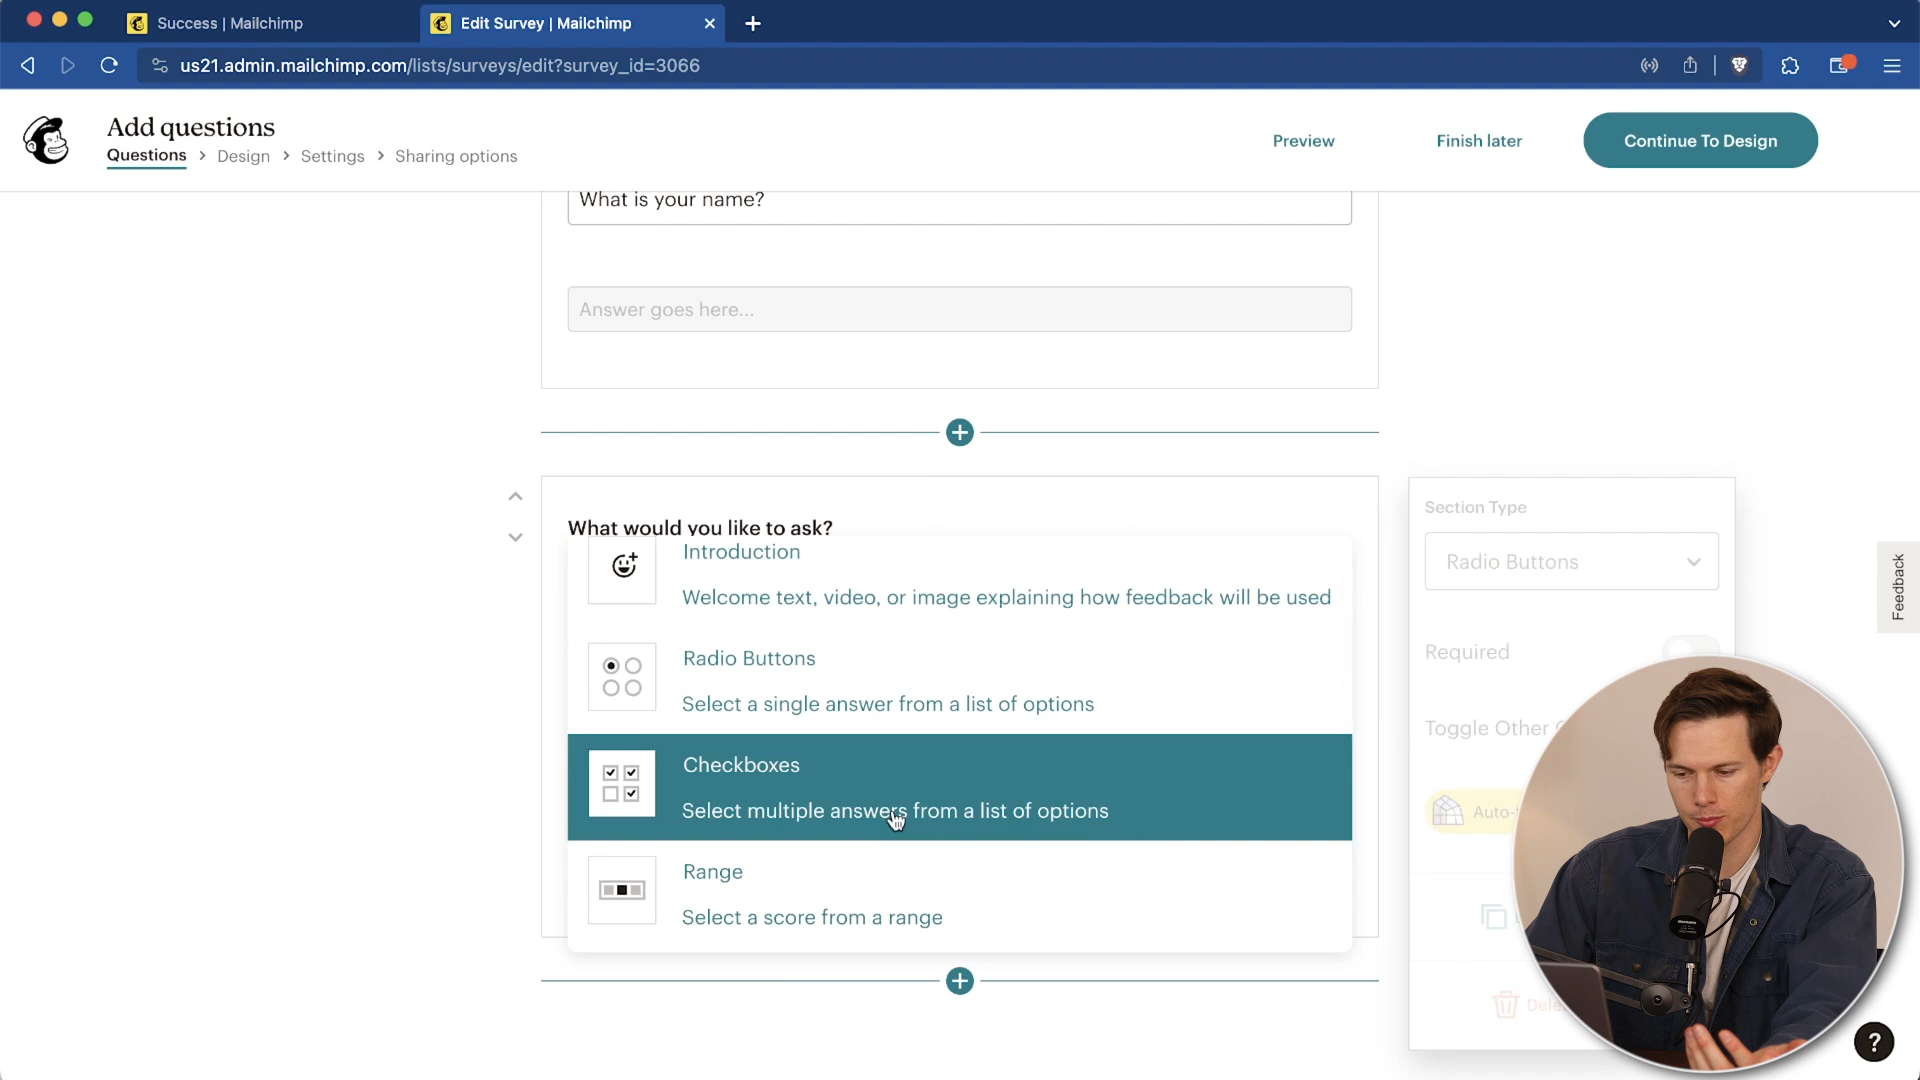 Success | Mailchimp
Edit Survey | Mailchimp
us21.admin.mailchimp.com/lists/surveys/edit?survey_id=3066
Add questions
Questions > Design > Settings > Sharing options
Preview
Finish later
Continue To Design
What is your name?
Answer goes here...
What would you like to ask?
Introduction
Welcome text, video, or image explaining how feedback will be used
Radio Buttons
Select a single answer from a list of options
Checkboxes
Select multiple answers from a list of options
Range
Select a score from a range
Section Type
Radio Buttons
Required
Toggle Other
Auto-
Dele
Feedback
?